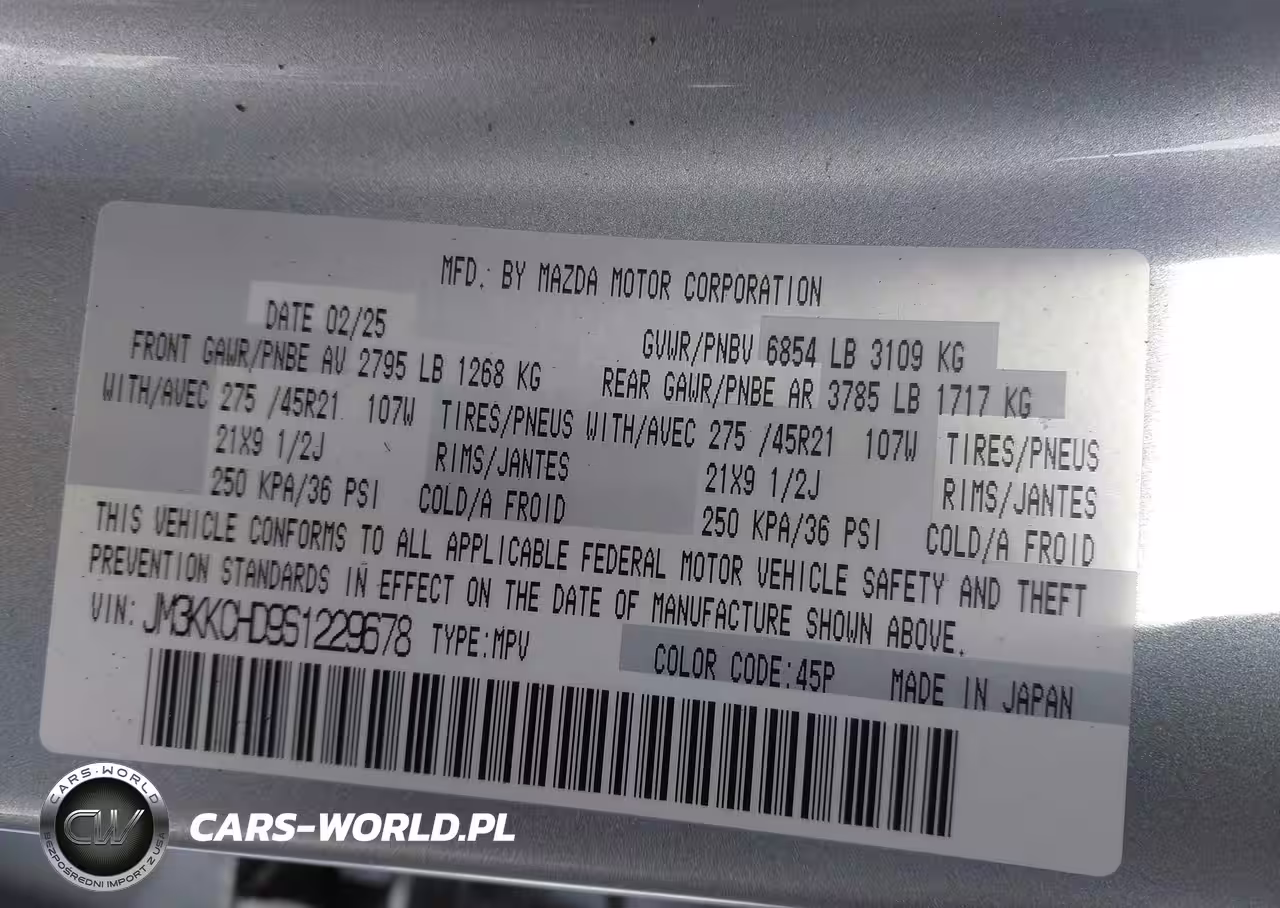 MFD. BY MAZDA MOTOR CORPORATION
DATE 02/25
GVWR/PNBV 6854 LB 3109 KG
FRONT GAWR/PNBE AV 2795 LB 1268 KG
REAR GAWR/PNBE AR 3785 LB 1717 KG
WITH/AVEC 275 /45R21 107W TIRES/PNEUS WITH/AVEC 275 /45R21 107W TIRES/PNEUS
21X9 1/2J RIMS/JANTES 21X9 1/2J RIMS/JANTES
250 KPA/36 PSI COLD/A FROID 250 KPA/36 PSI COLD/A FROID
THIS VEHICLE CONFORMS TO ALL APPLICABLE FEDERAL MOTOR VEHICLE SAFETY AND THEFT
PREVENTION STANDARDS IN EFFECT ON THE DATE OF MANUFACTURE SHOWN ABOVE.
VIN: JM3KKCHD9S1229678 TYPE:MPV COLOR CODE:45P MADE IN JAPAN
CARS-WORLD
CW
BEZPOŚREDNI IMPORT Z USA
CARS-WORLD.PL